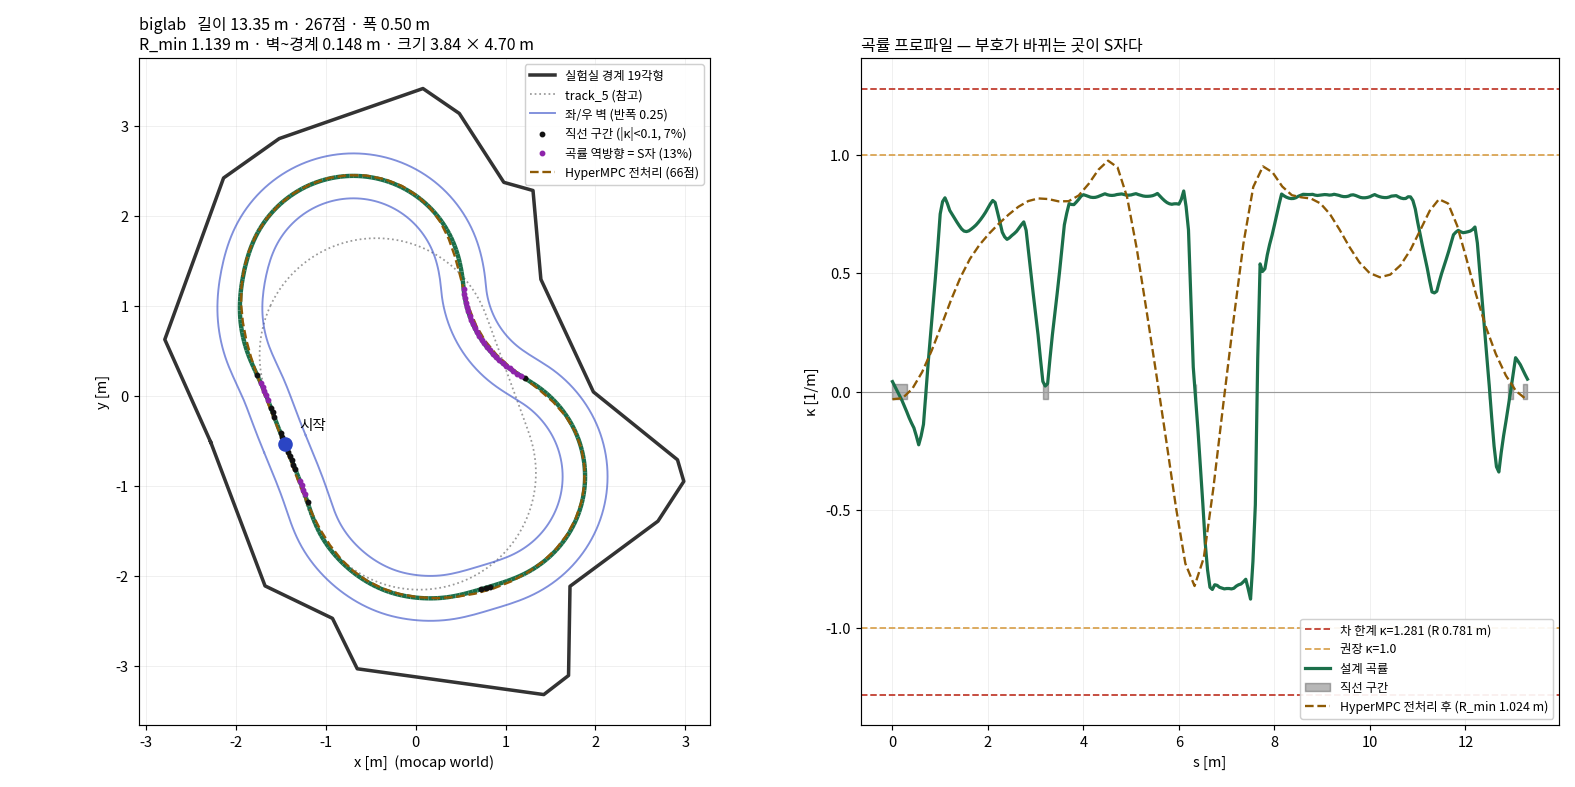 biglab 길이 13.35 m · 267점 · 폭 0.50 m
R_min 1.139 m · 벽~경계 0.148 m · 크기 3.84 × 4.70 m
실험실 경계 19각형
track_5 (참고)
좌/우 벽 (반폭 0.25)
직선 구간 (|κ|<0.1, 7%)
곡률 역방향 = S자 (13%)
HyperMPC 전처리 (66점)
시작
3
2
1
0
-1
-2
-3
y [m]
-3
-2
-1
0
1
2
3
x [m] (mocap world)
곡률 프로파일 — 부호가 바뀌는 곳이 S자다
1.0
0.5
0.0
-0.5
-1.0
κ [1/m]
차 한계 κ=1.281 (R 0.781 m)
권장 κ=1.0
설계 곡률
직선 구간
HyperMPC 전처리 후 (R_min 1.024 m)
0
2
4
6
8
10
12
s [m]